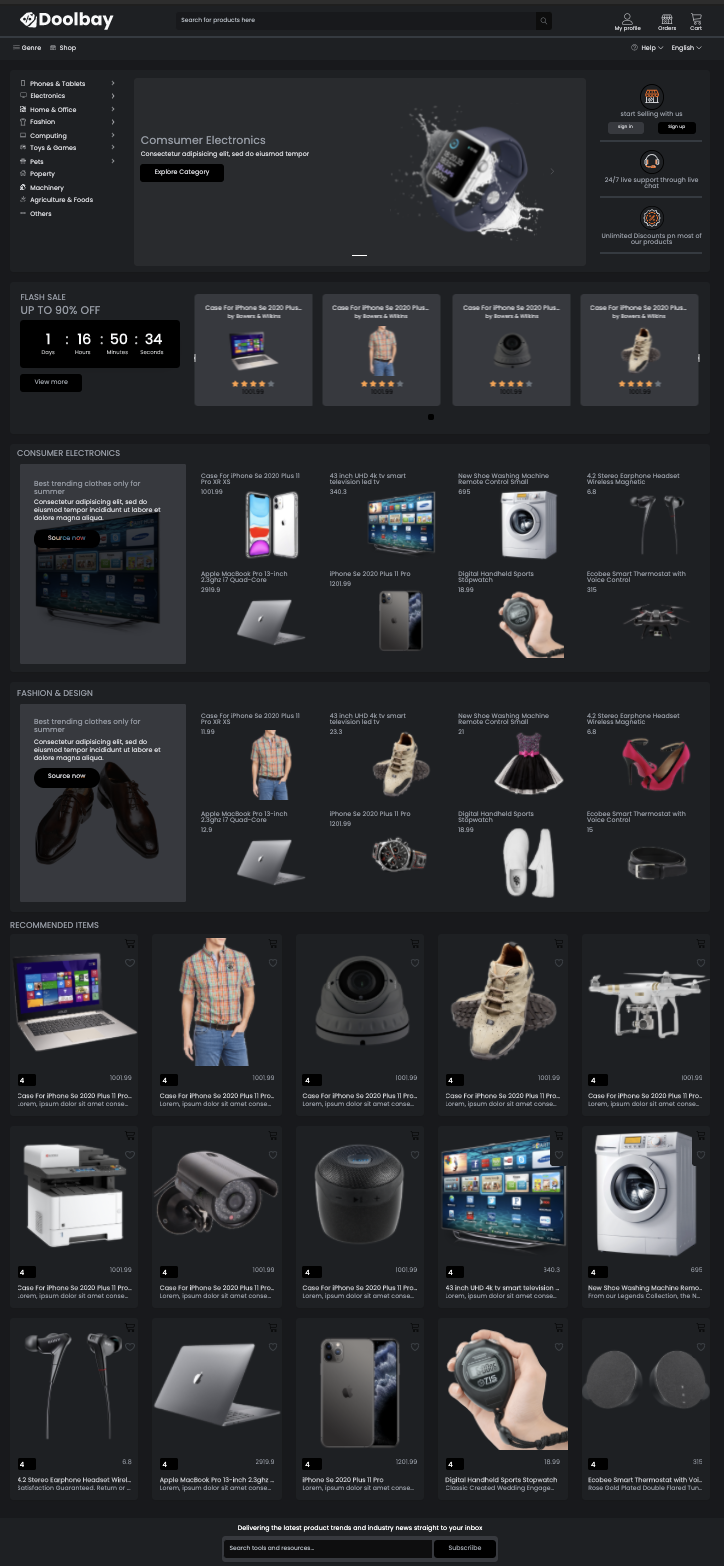 Doolbay
Search for products here
My profile
Orders
Cart
Genre
Shop
Help
English
Phones & Tablets
Electronics
Home & Office
Fashion
Computing
Toys & Games
Pets
Poperty
Machinery
Agriculture & Foods
Others
Comsumer Electronics
Consectetur adipisicing elit, sed do eiusmod tempor
Explore Category
start Selling with us
sign in
Sign up
24/7 live support through live
chat
Unlimited Discounts pn most of
our products
FLASH SALE
UP TO 90% OFF
1 : 16 : 50 : 34
Days Hours Minutes Seconds
View more
Case For iPhone Se 2020 Plus...
by Bowers & Wilkins
1001.99
Case For iPhone Se 2020 Plus...
by Bowers & Wilkins
1001.99
Case For iPhone Se 2020 Plus...
by Bowers & Wilkins
1001.99
Case For iPhone Se 2020 Plus...
by Bowers & Wilkins
1001.99
CONSUMER ELECTRONICS
Best trending clothes only for
summer
Consectetur adipisicing elit, sed do
eiusmod tempor incididunt ut labore et
dolore magna aliqua.
Source now
Case For iPhone Se 2020 Plus 11
Pro XR XS
1001.99
43 inch UHD 4k tv smart
television led tv
340.3
New Shoe Washing Machine
Remote Control Small
695
4.2 Stereo Earphone Headset
Wireless Magnetic
6.8
Apple MacBook Pro 13-inch
2.3ghz i7 Quad-Core
2919.9
iPhone Se 2020 Plus 11 Pro
1201.99
Digital Handheld Sports
Stopwatch
18.99
Ecobee Smart Thermostat with
Voice Control
315
FASHION & DESIGN
Best trending clothes only for
summer
Consectetur adipisicing elit, sed do
eiusmod tempor incididunt ut labore et
dolore magna aliqua.
Source now
Case For iPhone Se 2020 Plus 11
Pro XR XS
11.99
43 inch UHD 4k tv smart
television led tv
23.3
New Shoe Washing Machine
Remote Control Small
21
4.2 Stereo Earphone Headset
Wireless Magnetic
6.8
Apple MacBook Pro 13-inch
2.3ghz i7 Quad-Core
12.9
iPhone Se 2020 Plus 11 Pro
1201.99
Digital Handheld Sports
Stopwatch
18.99
Ecobee Smart Thermostat with
Voice Control
15
RECOMMENDED ITEMS
1001.99
4
Case For iPhone Se 2020 Plus 11 Pro...
Lorem, ipsum dolor sit amet conse...
1001.99
4
Case For iPhone Se 2020 Plus 11 Pro...
Lorem, ipsum dolor sit amet conse...
1001.99
4
Case For iPhone Se 2020 Plus 11 Pro...
Lorem, ipsum dolor sit amet conse...
1001.99
4
Case For iPhone Se 2020 Plus 11 Pro...
Lorem, ipsum dolor sit amet conse...
1001.99
4
Case For iPhone Se 2020 Plus 11 Pro...
Lorem, ipsum dolor sit amet conse...
1001.99
4
Case For iPhone Se 2020 Plus 11 Pro...
Lorem, ipsum dolor sit amet conse...
1001.99
4
Case For iPhone Se 2020 Plus 11 Pro...
Lorem, ipsum dolor sit amet conse...
1001.99
4
Case For iPhone Se 2020 Plus 11 Pro...
Lorem, ipsum dolor sit amet conse...
340.3
4
43 inch UHD 4k tv smart television ...
Lorem, ipsum dolor sit amet conse...
695
4
New Shoe Washing Machine Remo...
From our Legends Collection, the N...
6.8
4
4.2 Stereo Earphone Headset Wirel...
Satisfaction Guaranteed. Return or ...
2919.9
4
Apple MacBook Pro 13-inch 2.3ghz ...
Lorem, ipsum dolor sit amet conse...
1201.99
4
iPhone Se 2020 Plus 11 Pro
Lorem, ipsum dolor sit amet conse...
18.99
4
Digital Handheld Sports Stopwatch
Classic Created Wedding Engage...
315
4
Ecobee Smart Thermostat with Voi...
Rose Gold Plated Double Flared Tun...
Delivering the latest product trends and industry news straight to your inbox
Search tools and resources...
Subscriibe